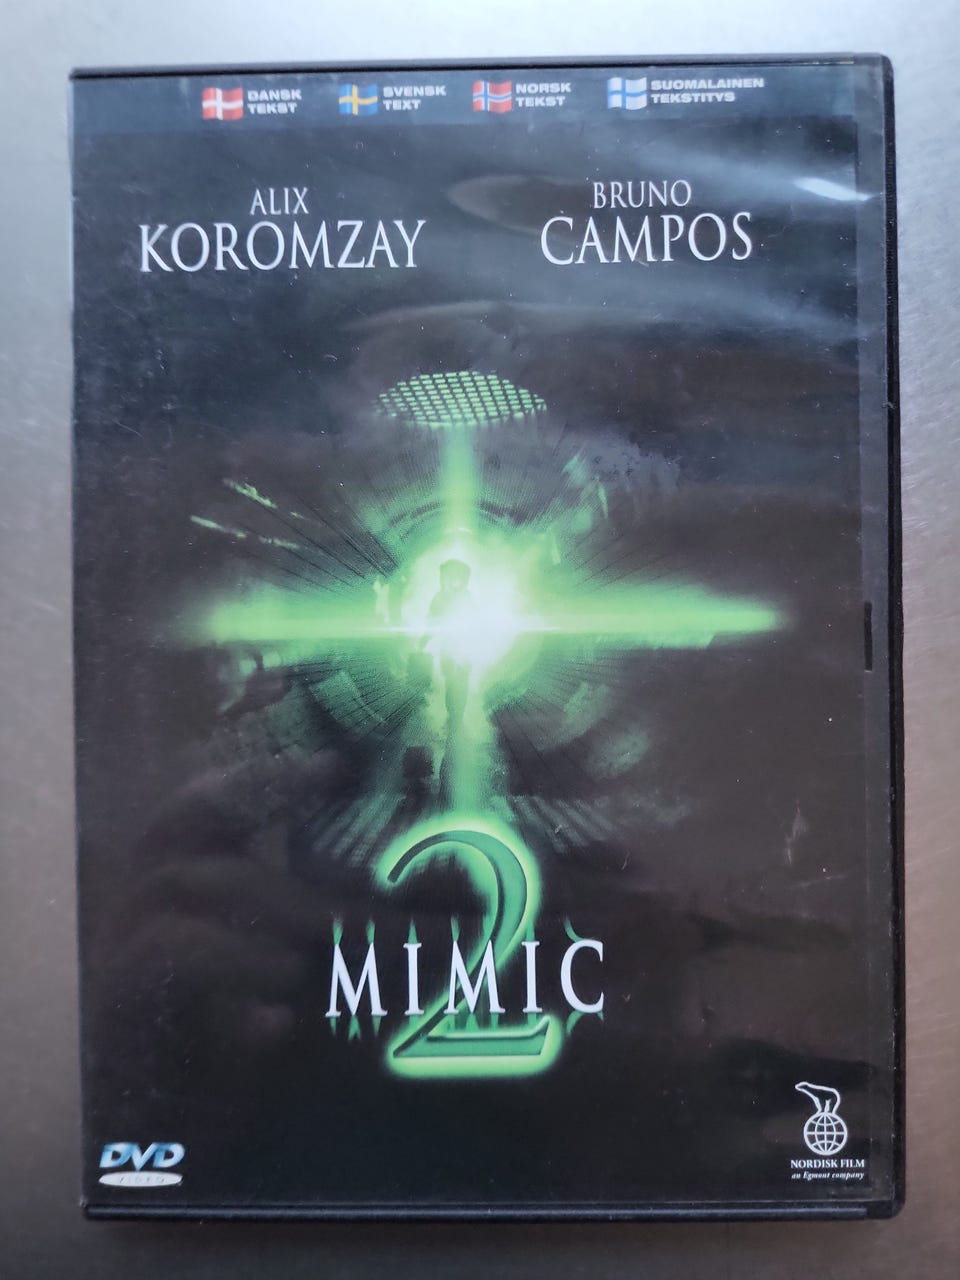 DANSK
TEKST
SVENSK
TEXT
NORSK
TEKST
SUOMALAINEN
TEKSTITYS
ALIX
KOROMZAY
BRUNO
CAMPOS
2
MIMIC
DVD
VIDEO
NORDISK FILM
an Egmont company